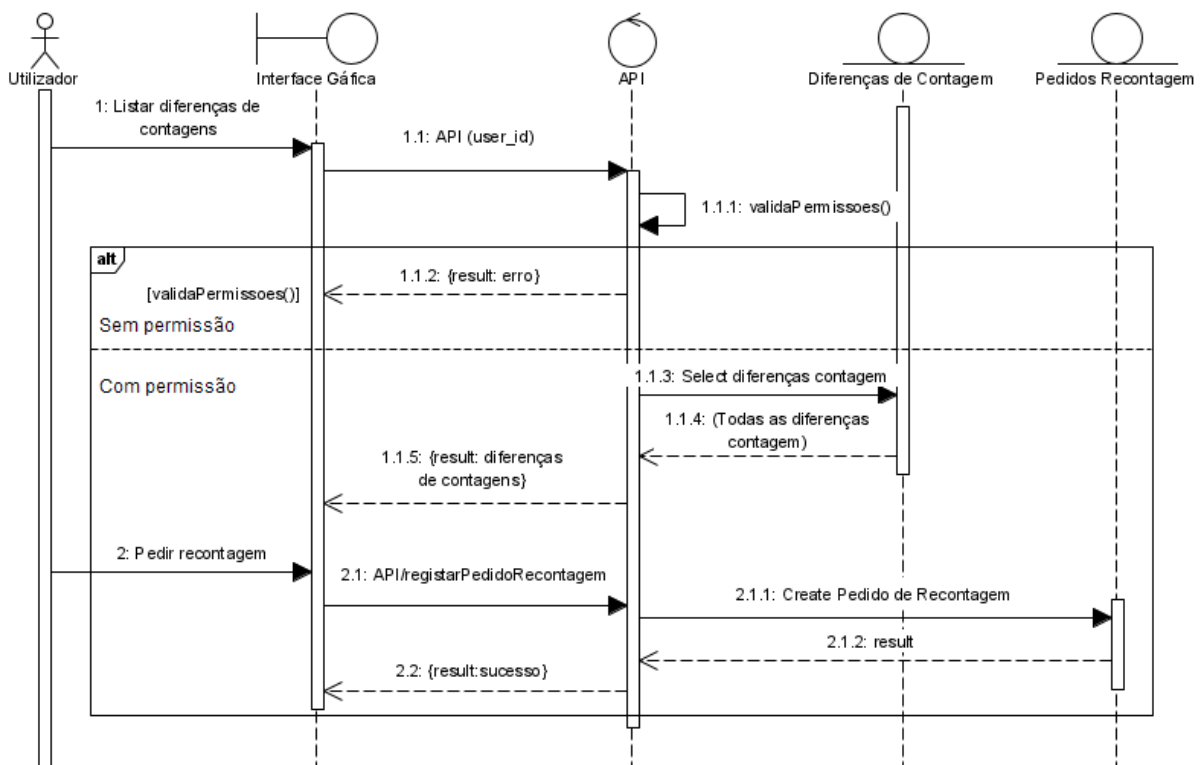 Utilizador
Interface Gáfica
API
Diferenças de Contagem
Pedidos Recontagem
1: Listar diferenças de
contagens
1.1: API (user_id)
1.1.1: validaPermissoes()
alt
1.1.2: {result: erro}
[validaPermissoes()]
Sem permissão
Com permissão
1.1.3: Select diferenças contagem
1.1.4: (Todas as diferenças
contagem)
1.1.5: {result: diferenças
de contagens}
2: Pedir recontagem
2.1: API/registarPedidoRecontagem
2.1.1: Create Pedido de Recontagem
2.1.2: result
2.2: {result:sucesso}